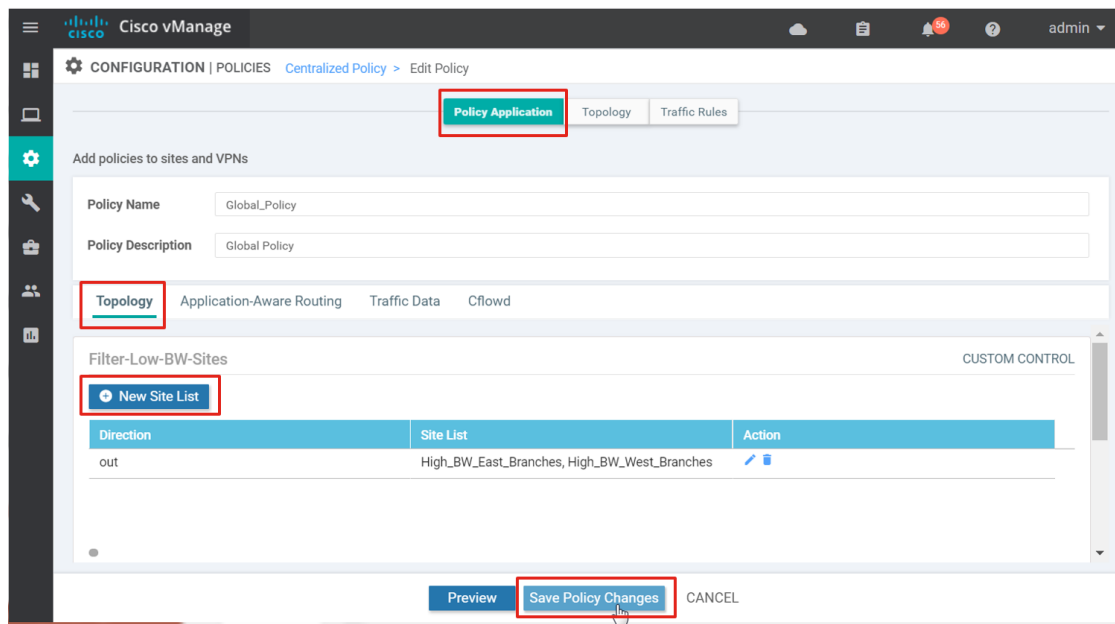 cisco Cisco vManage 56 admin
CONFIGURATION | POLICIES Centralized Policy > Edit Policy
Policy Application Topology Traffic Rules
Add policies to sites and VPNs
Policy Name Global_Policy
Policy Description Global Policy
Topology Application-Aware Routing Traffic Data Cflowd
Filter-Low-BW-Sites CUSTOM CONTROL
New Site List
Direction Site List Action
out High_BW_East_Branches, High_BW_West_Branches
Preview Save Policy Changes CANCEL